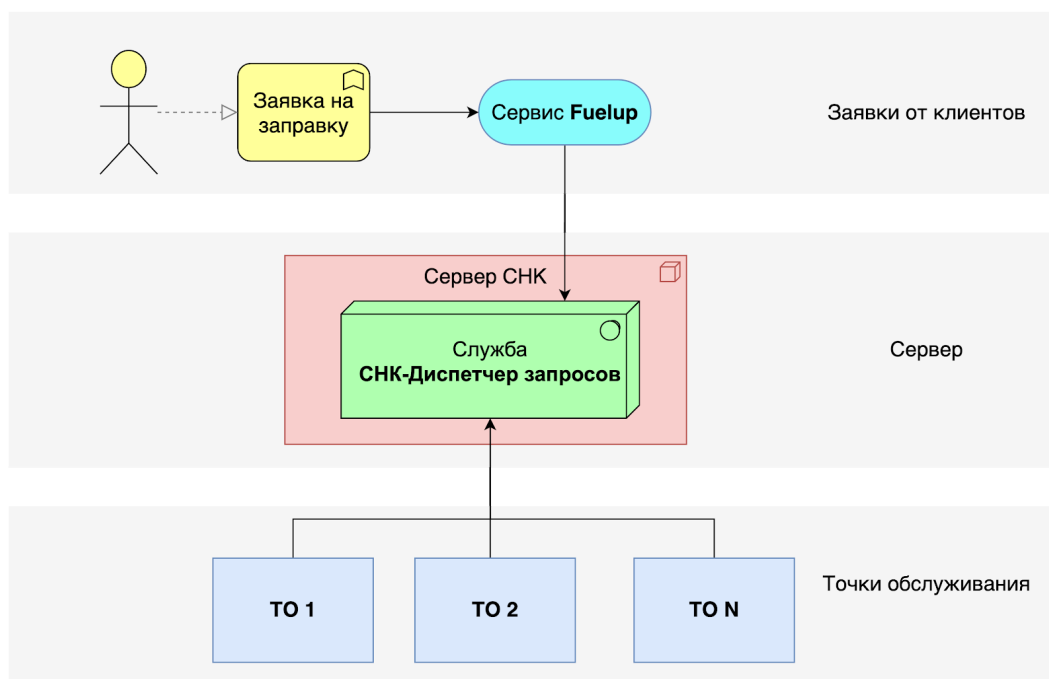 Заявка на
заправку
Сервис Fuelup
Заявки от клиентов
Сервер СНК
Служба
СНК-Диспетчер запросов
Сервер
ТО 1
ТО 2
ТО N
Точки обслуживания